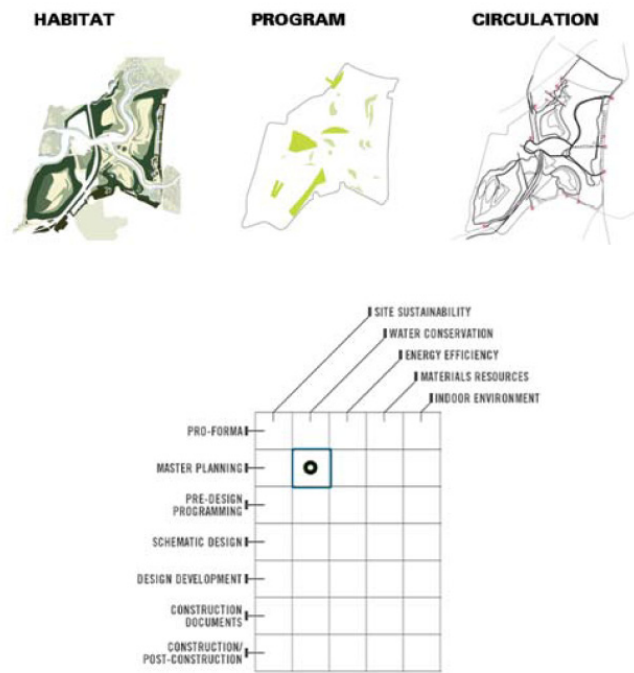 HABITAT
PROGRAM
CIRCULATION
SITE SUSTAINABILITY
WATER CONSERVATION
ENERGY EFFICIENCY
MATERIALS RESOURCES
INDOOR ENVIRONMENT
PRO-FORMA
MASTER PLANNING
PRE-DESIGN
PROGRAMMING
SCHEMATIC DESIGN
DESIGN DEVELOPMENT
CONSTRUCTION
DOCUMENTS
CONSTRUCTION/
POST-CONSTRUCTION